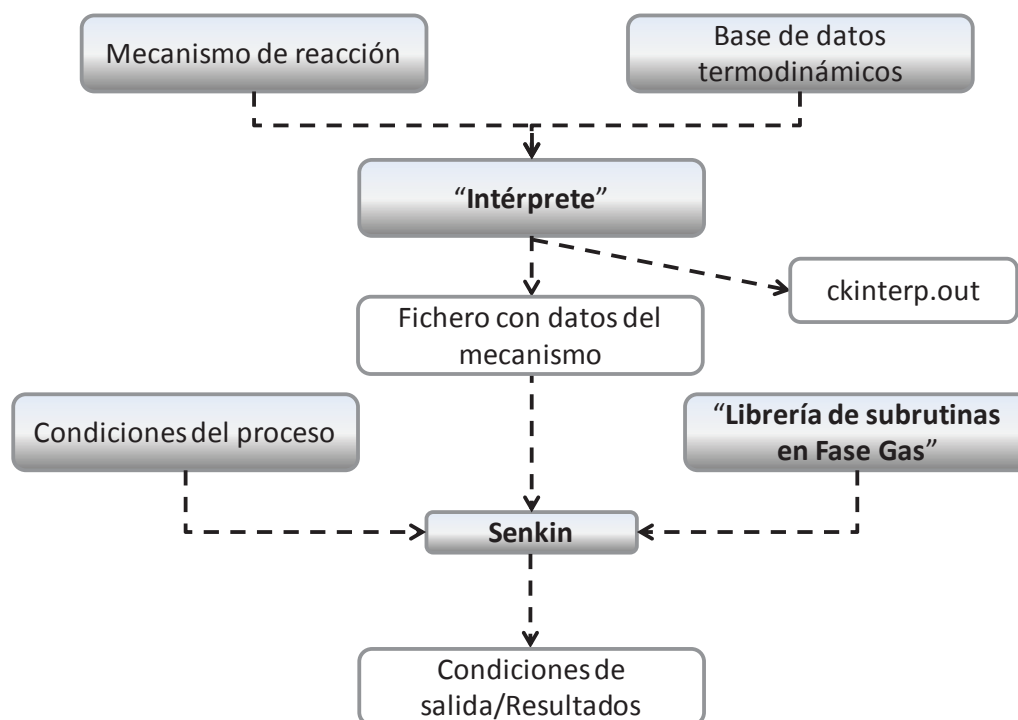 Mecanismo de reacción
Base de datos
termodinámicos
“Intérprete”
ckinterp.out
Fichero con datos del
mecanismo
Condiciones del proceso
“Librería de subrutinas
en Fase Gas”
Senkin
Condiciones de
salida/Resultados